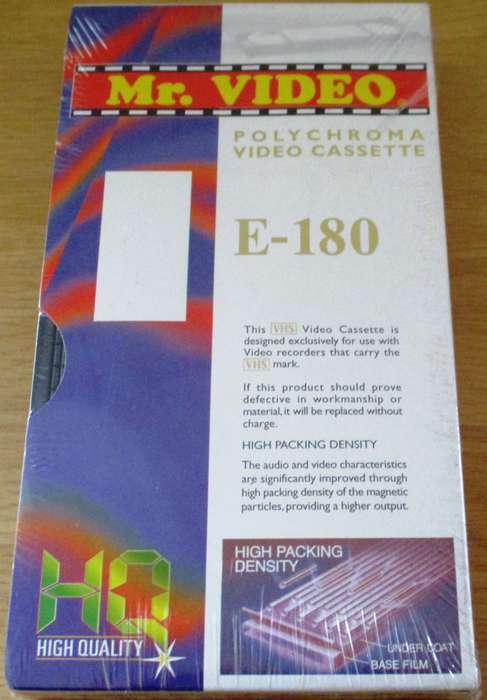 Mr. VIDEO
POLYCHROMA
VIDEO CASSETTE
E-180
This VHS Video Cassette is
designed exclusively for use with
Video recorders that carry the
VHS mark.
If this product should prove
defective in workmanship or
material, it will be replaced without
charge.
HIGH PACKING DENSITY
The audio and video characteristics
are significantly improved through
high packing density of the magnetic
particles, providing a higher output.
HIGH PACKING
DENSITY
UNDER COAT
BASE FILM
HQ
HIGH QUALITY